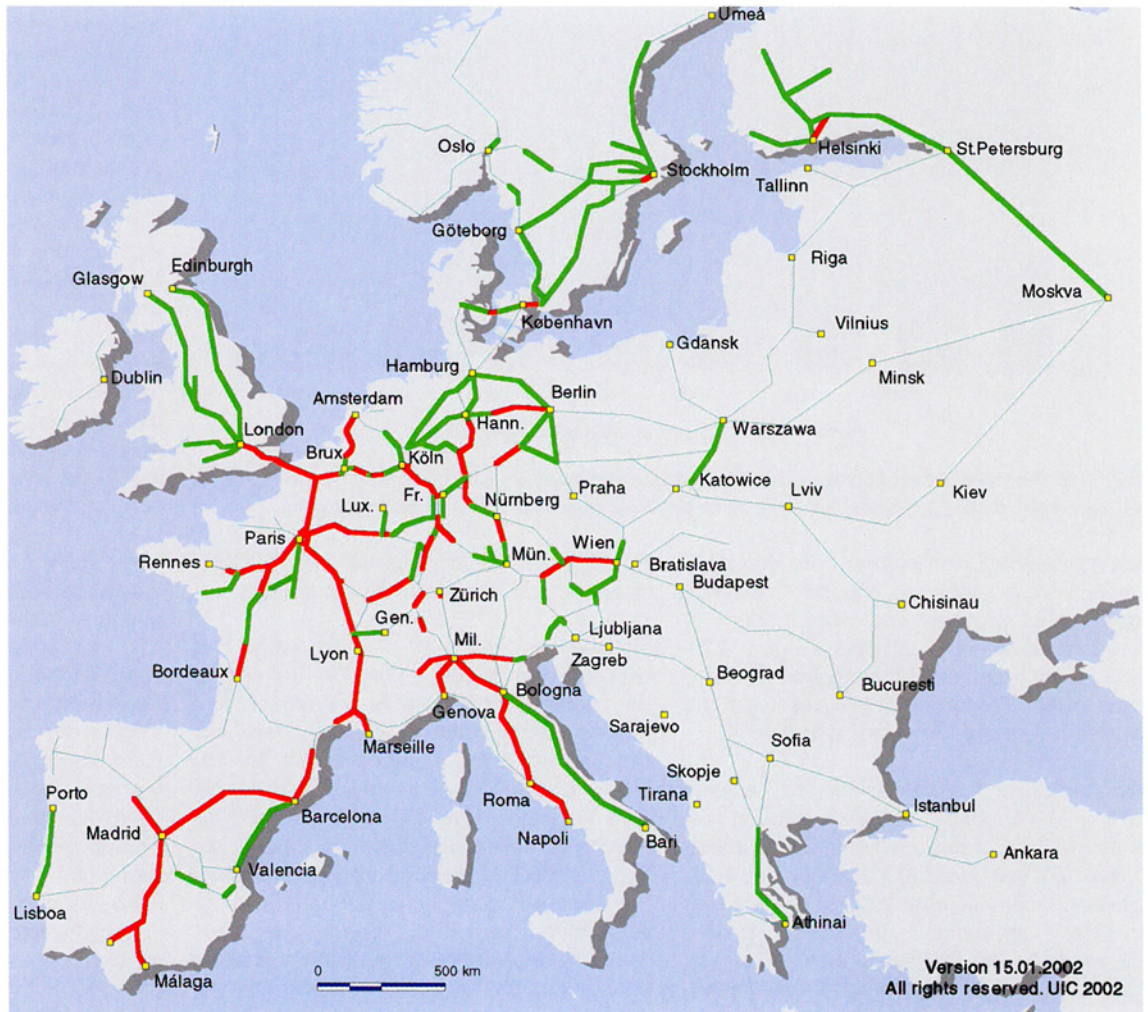 Umeå
Oslo
Helsinki
St.Petersburg
Stockholm
Tallinn
Göteborg
Riga
Edinburgh
Glasgow
Moskva
København
Vilnius
Gdansk
Minsk
Hamburg
Dublin
Berlin
Amsterdam
Hann.
Warszawa
London
Brux
Köln
Katowice
Fr.
Praha
Lviv
Kiev
Lux.
Nürnberg
Paris
Wien
Rennes
Mün.
Bratislava
Budapest
Zürich
Chisinau
Gen.
Ljubljana
Mil.
Lyon
Zagreb
Bordeaux
Beograd
Bucuresti
Bologna
Genova
Sarajevo
Marseille
Sofia
Skopje
Porto
Roma
Tirana
Barcelona
Istanbul
Madrid
Napoli
Bari
Ankara
Valencia
Lisboa
Athinai
0 500 km
Málaga
Version 15.01.2002
All rights reserved. UIC 2002